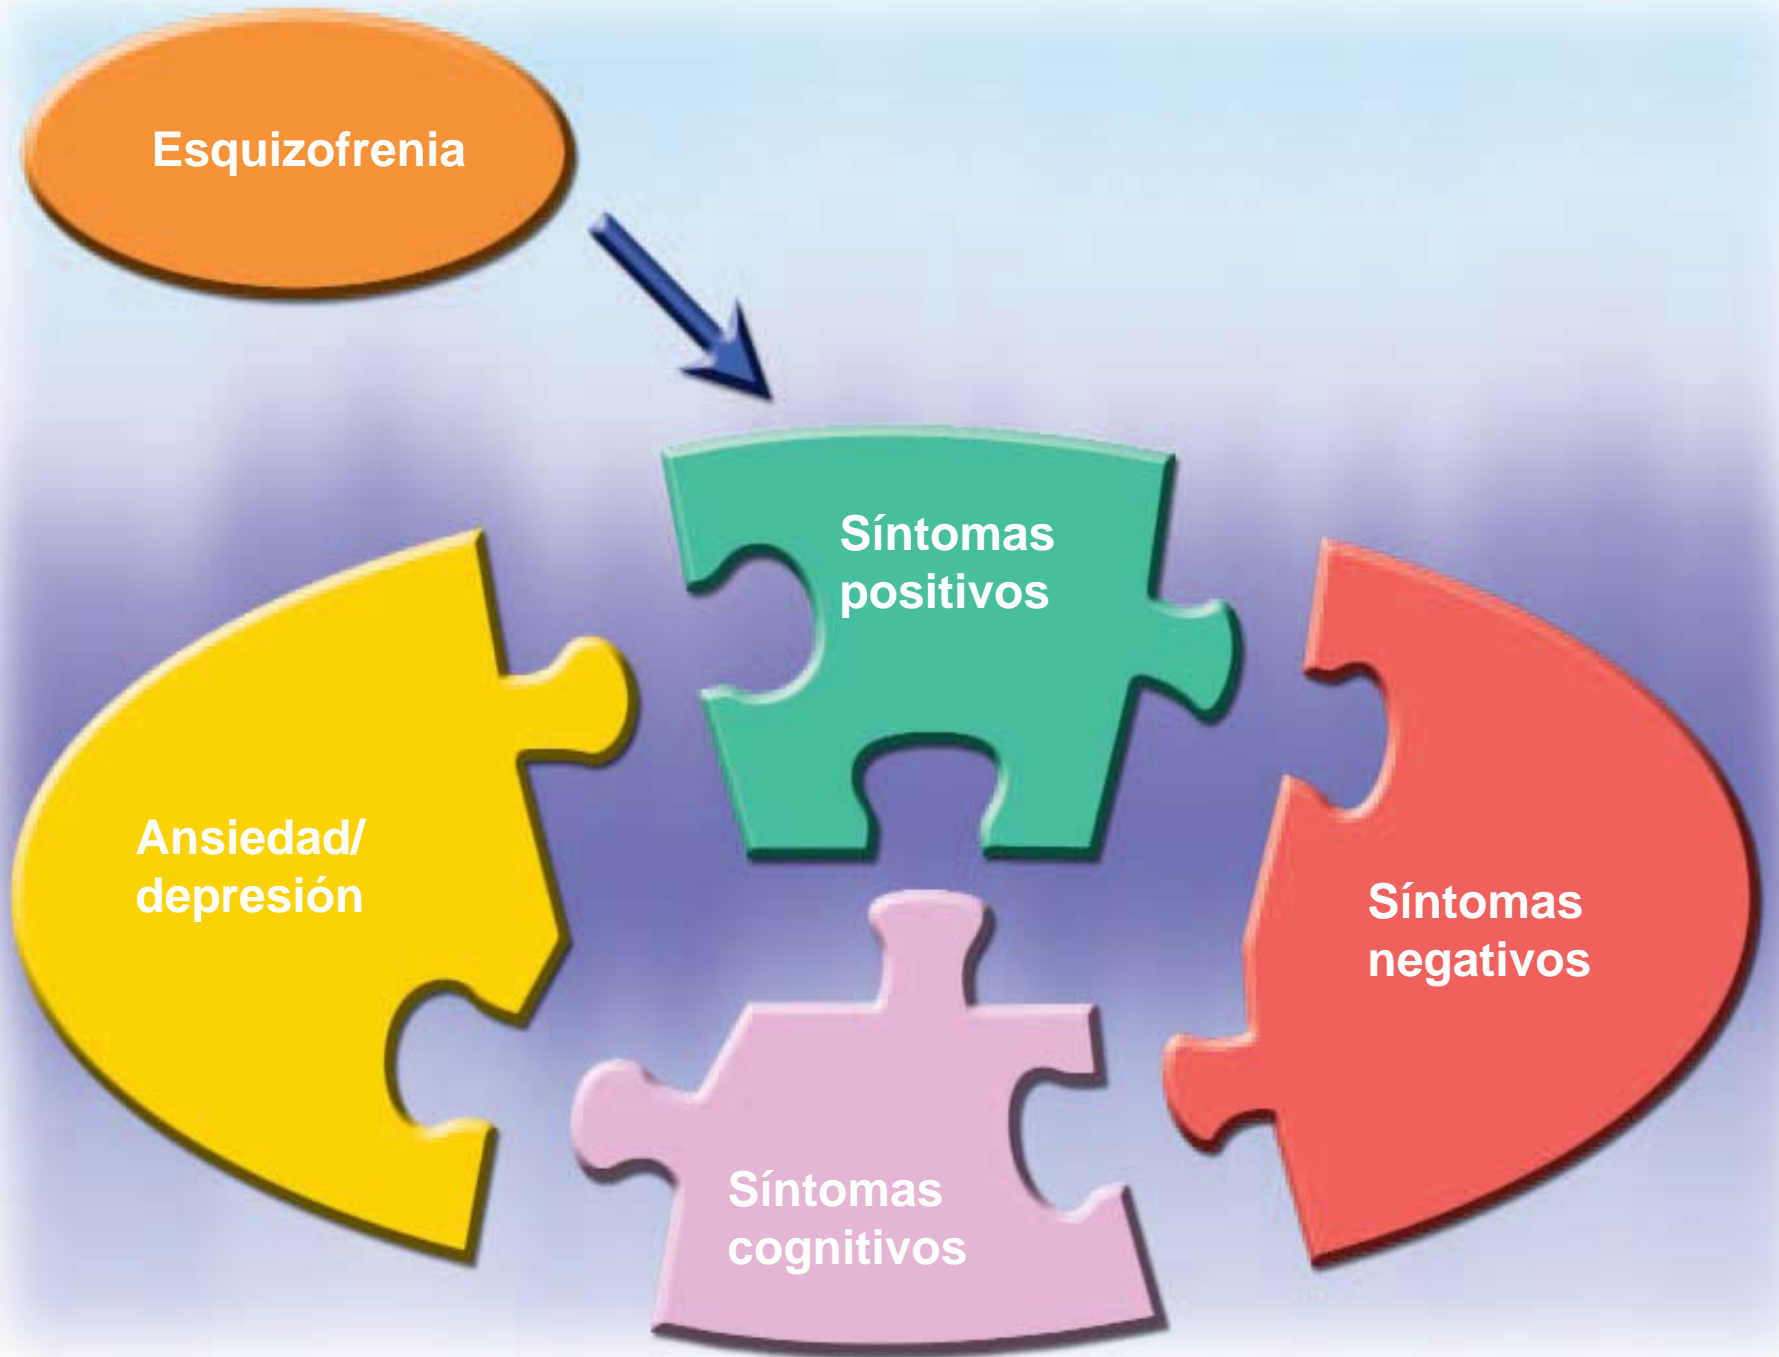 Esquizofrenia
Síntomas
positivos
Ansiedad/
depresión
Síntomas
negativos
Síntomas
cognitivos